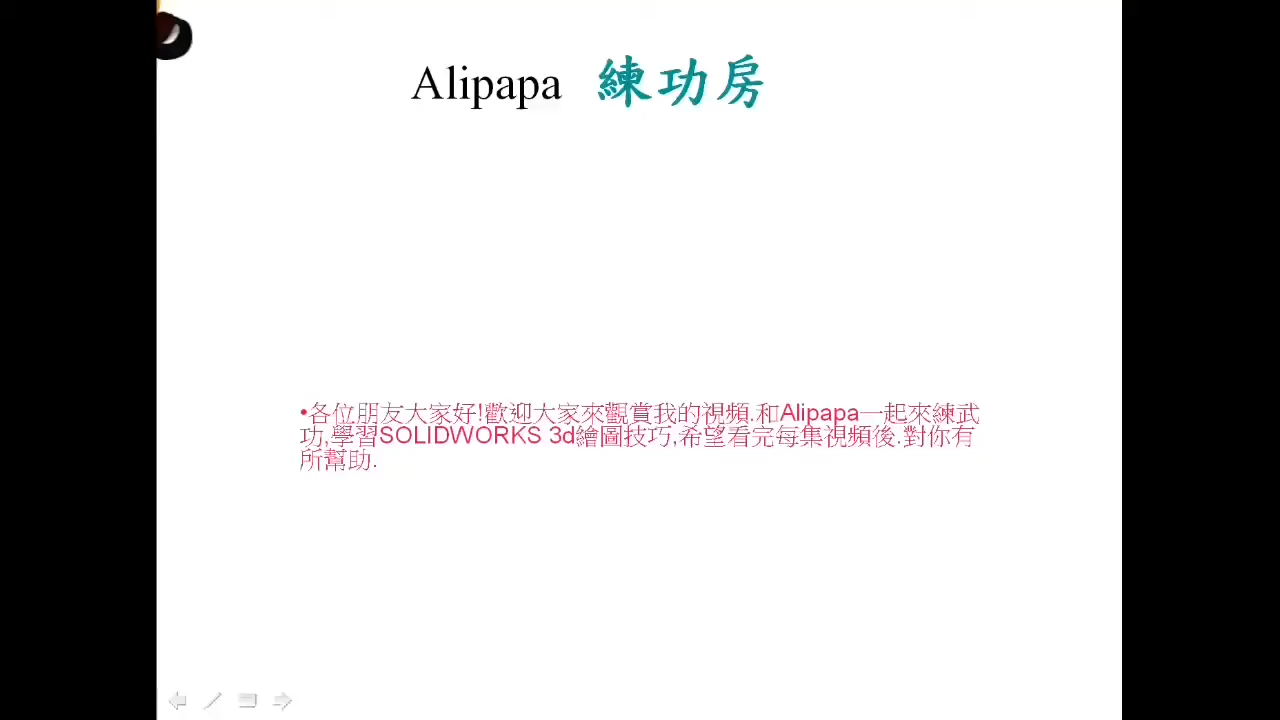 Alipapa 練功房
•各位朋友大家好!歡迎大家來觀賞我的視頻.和Alipapa一起來練武
功,學習SOLIDWORKS 3d繪圖技巧,希望看完每集視頻後.對你有
所幫助.